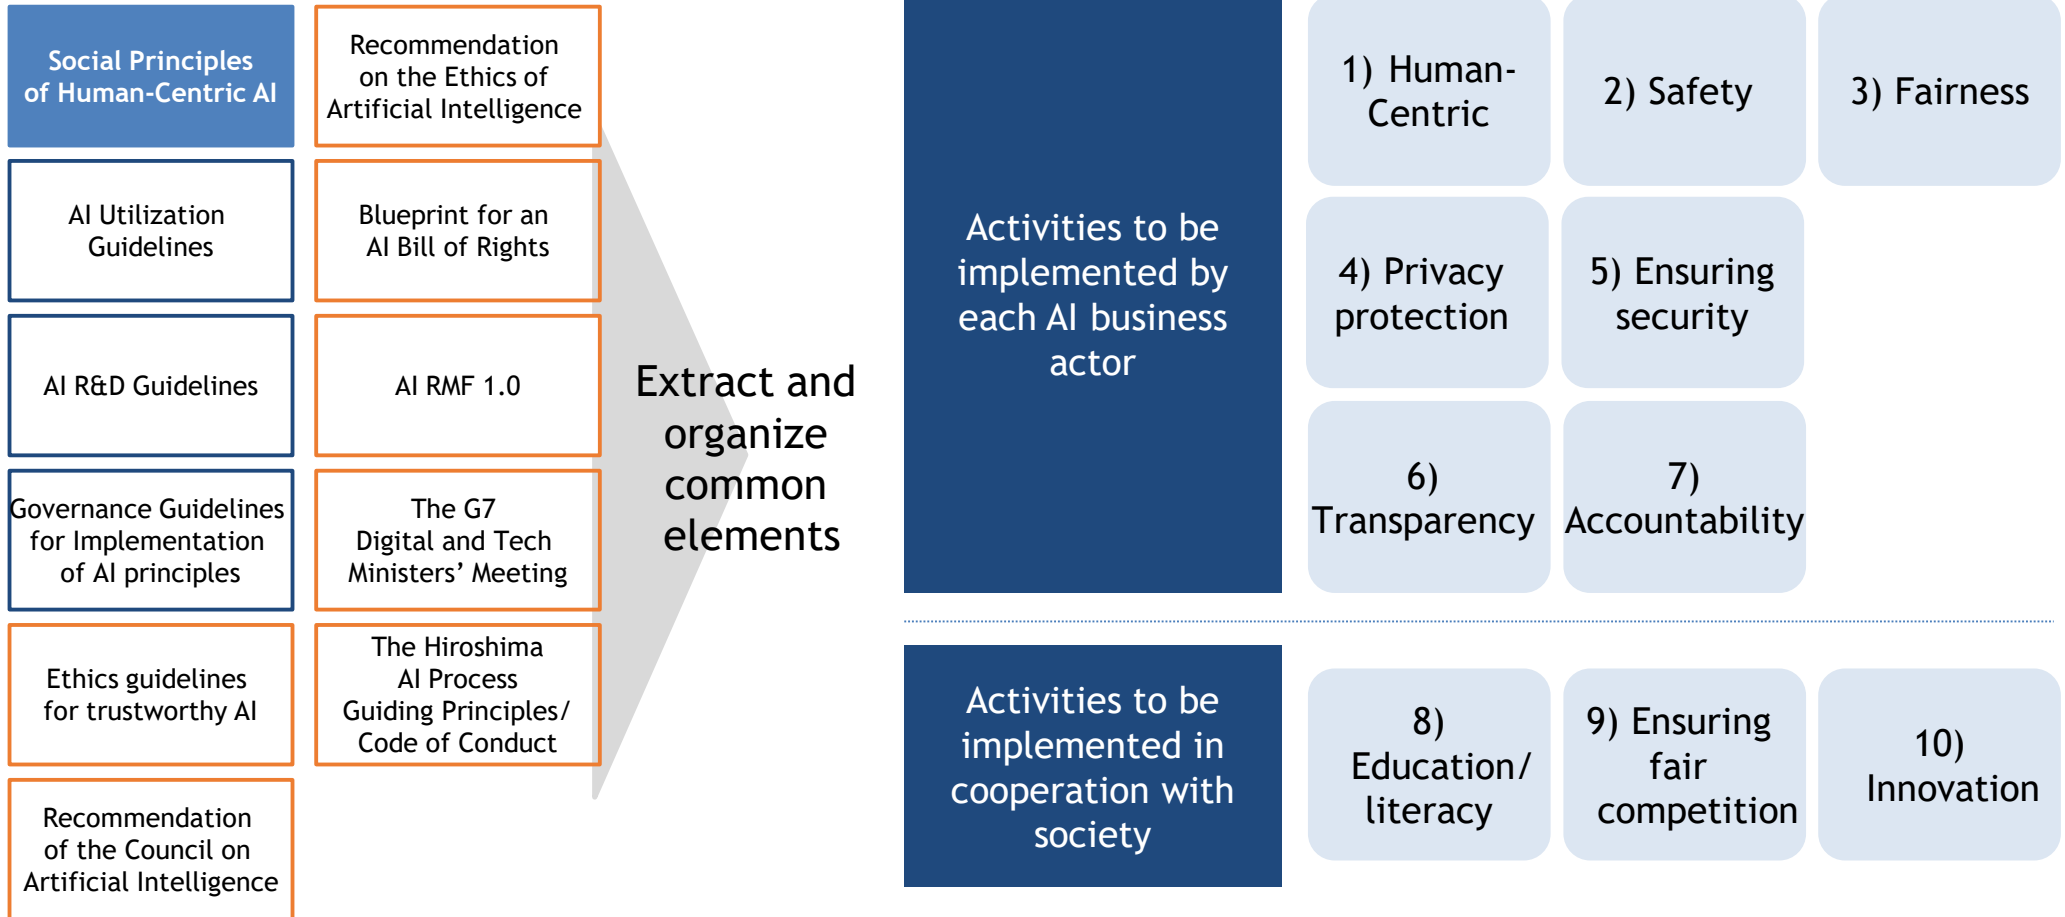 Social Principles
of Human-Centric AI
AI Utilization
Guidelines
AI R&D Guidelines
Governance Guidelines
for Implementation
of AI principles
Ethics guidelines
for trustworthy AI
Recommendation
of the Council on
Artificial Intelligence
Recommendation
on the Ethics of
Artificial Intelligence
Blueprint for an
AI Bill of Rights
AI RMF 1.0
The G7
Digital and Tech
Ministers’ Meeting
The Hiroshima
AI Process
Guiding Principles/
Code of Conduct
Extract and
organize
common
elements
Activities to be
implemented by
each AI business
actor
1) Human-
Centric
2) Safety
3) Fairness
4) Privacy
protection
5) Ensuring
security
6)
Transparency
7)
Accountability
Activities to be
implemented in
cooperation with
society
8)
Education/
literacy
9) Ensuring
fair
competition
10)
Innovation